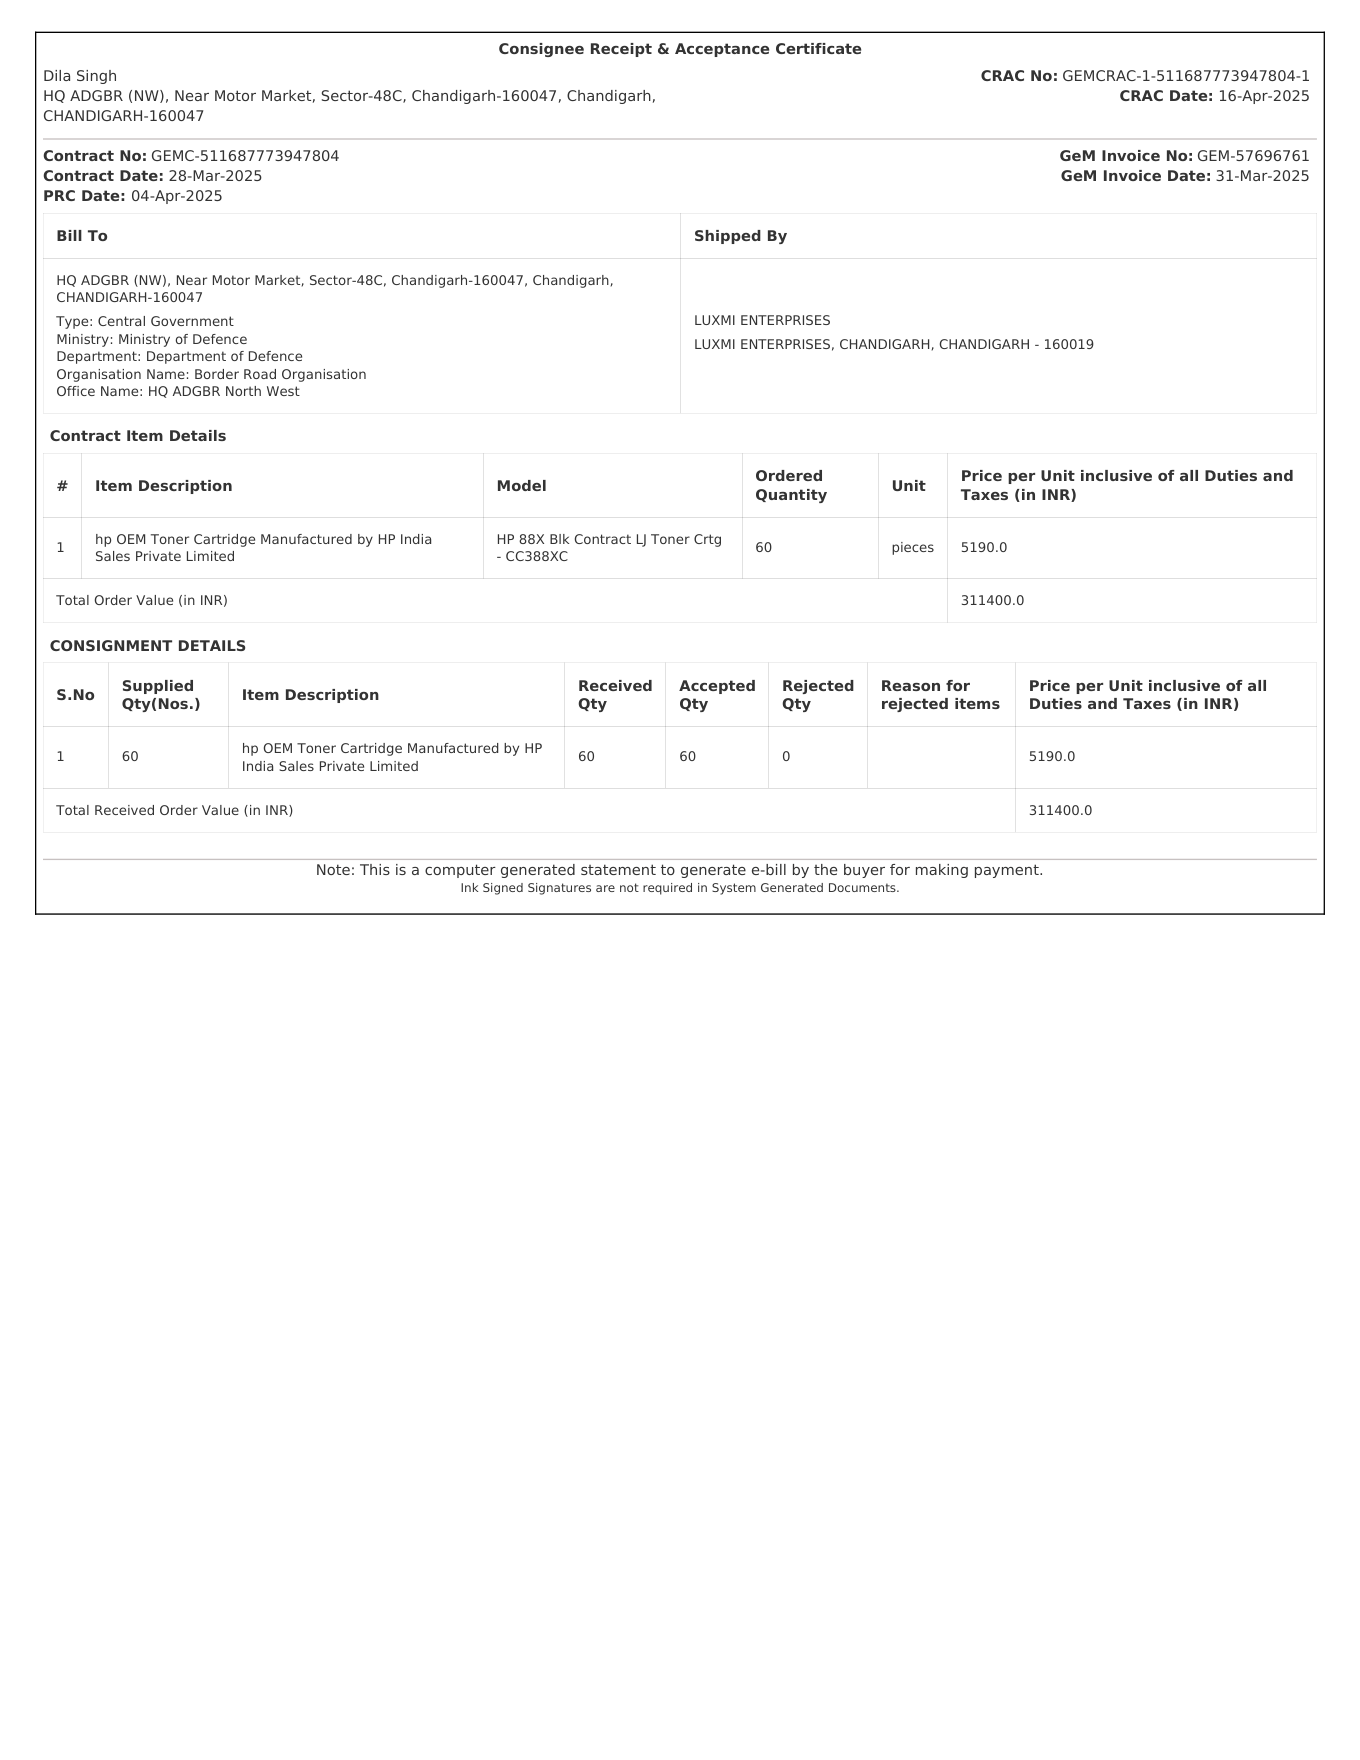 Consignee Receipt & Acceptance Certificate
Dila Singh
HQ ADGBR (NW), Near Motor Market, Sector-48C, Chandigarh-160047, Chandigarh,
CHANDIGARH-160047
CRAC No: GEMCRAC-1-511687773947804-1
CRAC Date: 16-Apr-2025
Contract No: GEMC-511687773947804
Contract Date: 28-Mar-2025
PRC Date: 04-Apr-2025
GeM Invoice No: GEM-57696761
GeM Invoice Date: 31-Mar-2025
Bill To
Shipped By
HQ ADGBR (NW), Near Motor Market, Sector-48C, Chandigarh-160047, Chandigarh,
CHANDIGARH-160047
Type: Central Government
Ministry: Ministry of Defence
Department: Department of Defence
Organisation Name: Border Road Organisation
Office Name: HQ ADGBR North West
LUXMI ENTERPRISES
LUXMI ENTERPRISES, CHANDIGARH, CHANDIGARH - 160019
Contract Item Details
#
Item Description
Model
Ordered
Quantity
Unit
Price per Unit inclusive of all Duties and
Taxes (in INR)
1
hp OEM Toner Cartridge Manufactured by HP India
Sales Private Limited
HP 88X Blk Contract LJ Toner Crtg
- CC388XC
60
pieces
5190.0
Total Order Value (in INR)
311400.0
CONSIGNMENT DETAILS
S.No
Supplied
Qty(Nos.)
Item Description
Received
Qty
Accepted
Qty
Rejected
Qty
Reason for
rejected items
Price per Unit inclusive of all
Duties and Taxes (in INR)
1
60
hp OEM Toner Cartridge Manufactured by HP
India Sales Private Limited
60
60
0
5190.0
Total Received Order Value (in INR)
311400.0
Note: This is a computer generated statement to generate e-bill by the buyer for making payment.
Ink Signed Signatures are not required in System Generated Documents.